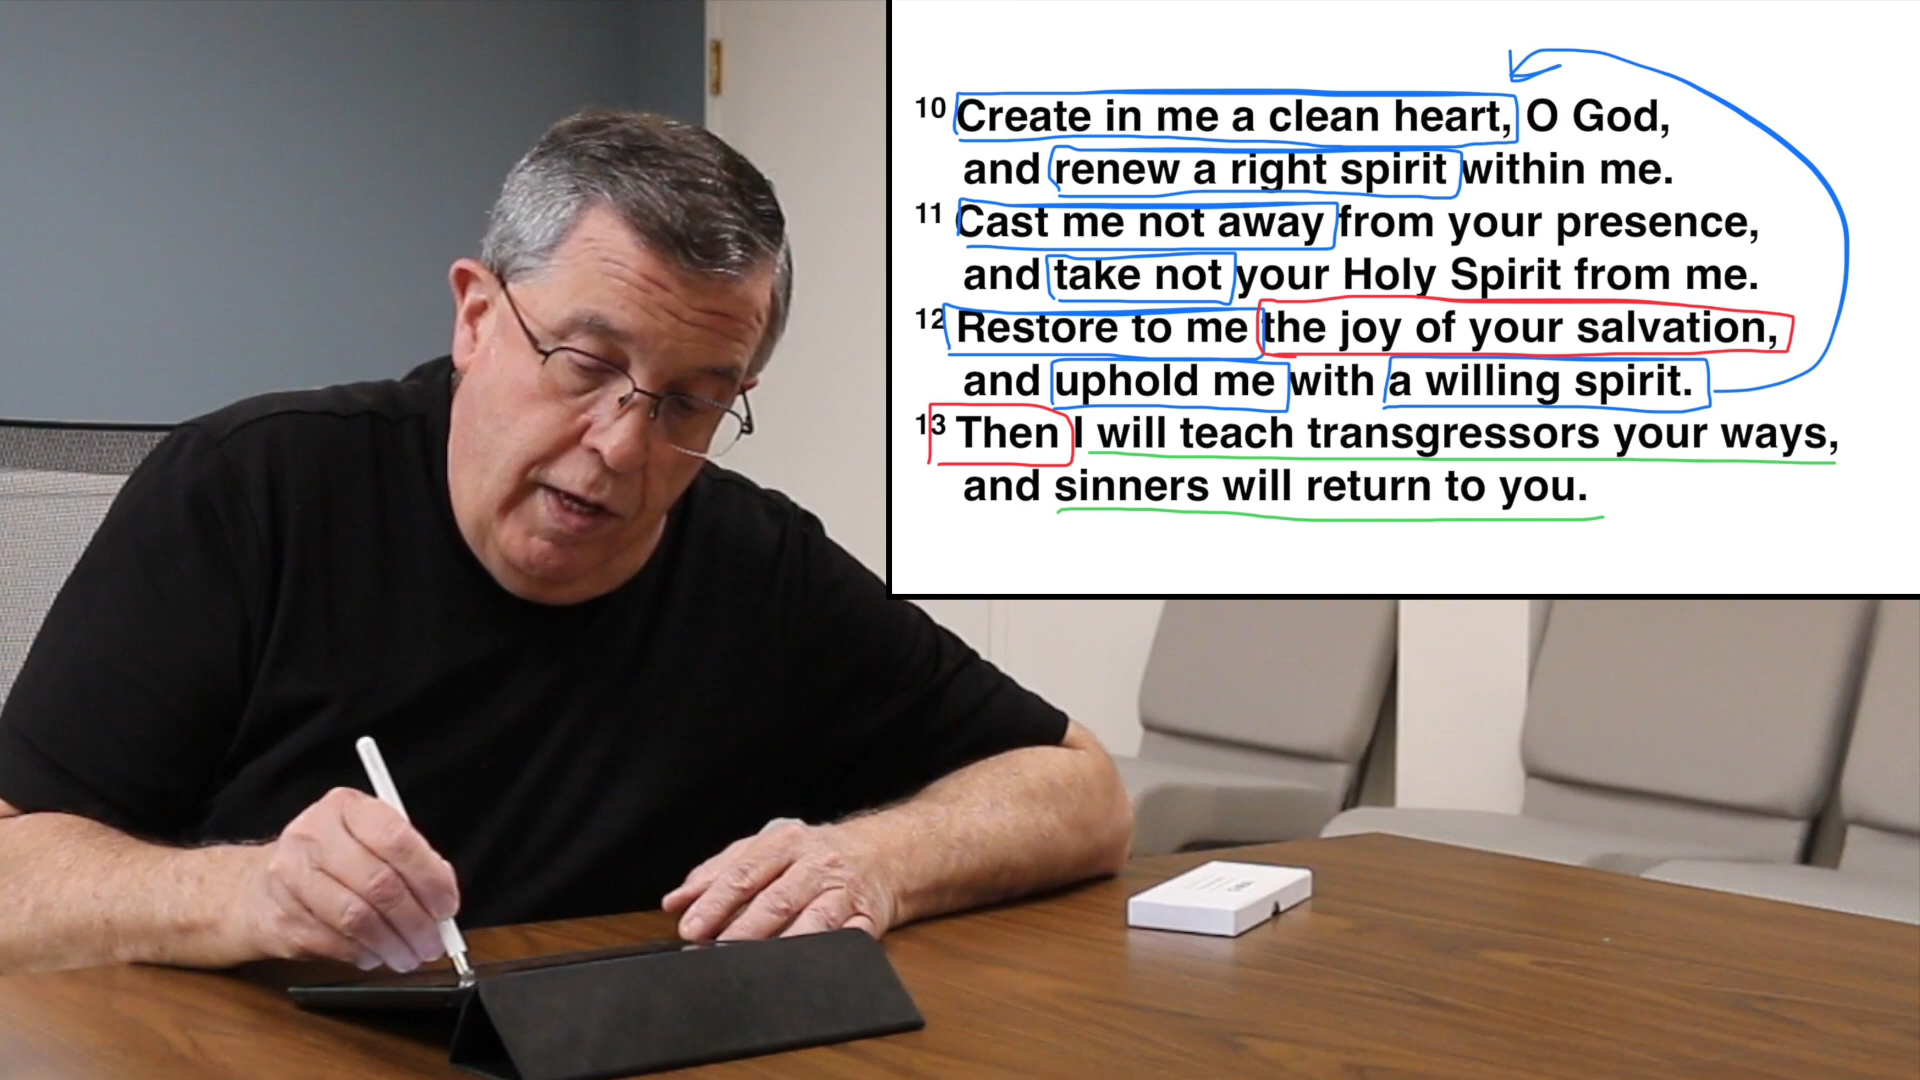 10 Create in me a clean heart, O God,
and renew a right spirit within me.
11 Cast me not away from your presence,
and take not your Holy Spirit from me.
12 Restore to me the joy of your salvation,
and uphold me with a willing spirit.
13 Then I will teach transgressors your ways,
and sinners will return to you.